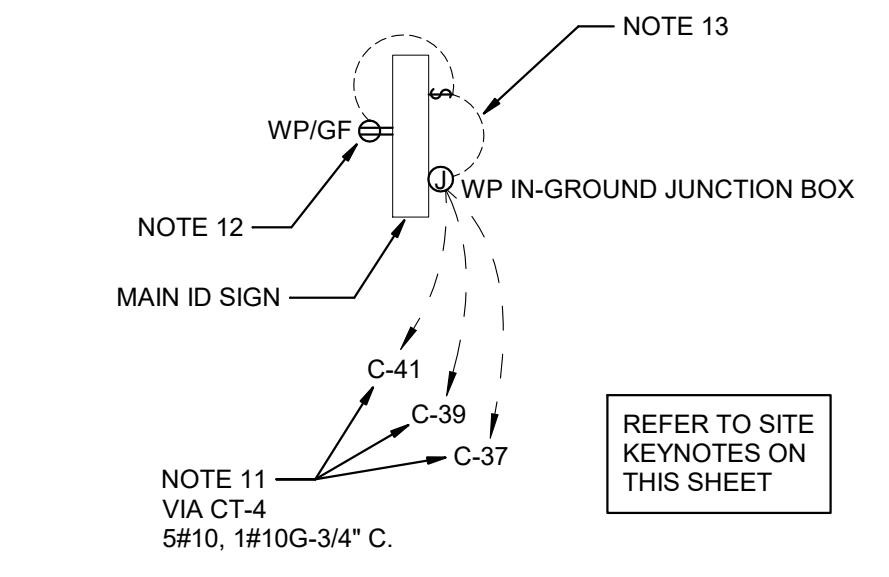 NOTE 13
WP/GF
S
J
WP IN-GROUND JUNCTION BOX
NOTE 12
MAIN ID SIGN
C-41
C-39
C-37
NOTE 11
VIA CT-4
5#10, 1#10G-3/4" C.
REFER TO SITE
KEYNOTES ON
THIS SHEET